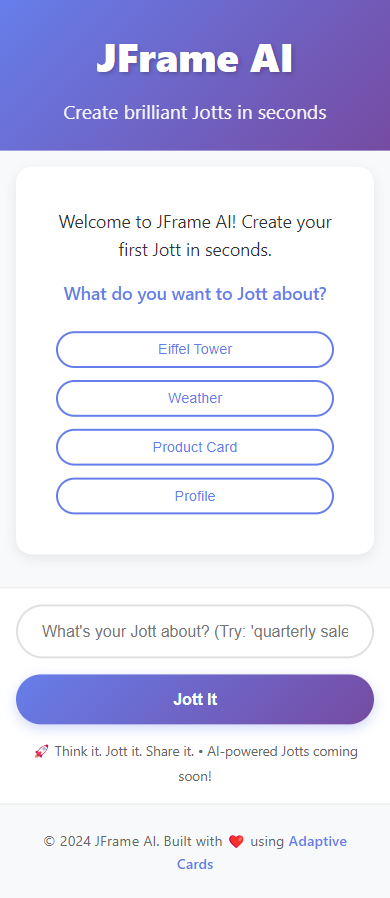 JFrame AI
Create brilliant Jotts in seconds
Welcome to JFrame AI! Create your
first Jott in seconds.
What do you want to Jott about?
Eiffel Tower
Weather
Product Card
Profile
What's your Jott about? (Try: 'quarterly sale
Jott It
🚀 Think it. Jott it. Share it. • AI-powered Jotts coming
soon!
© 2024 JFrame AI. Built with ❤️ using Adaptive
Cards